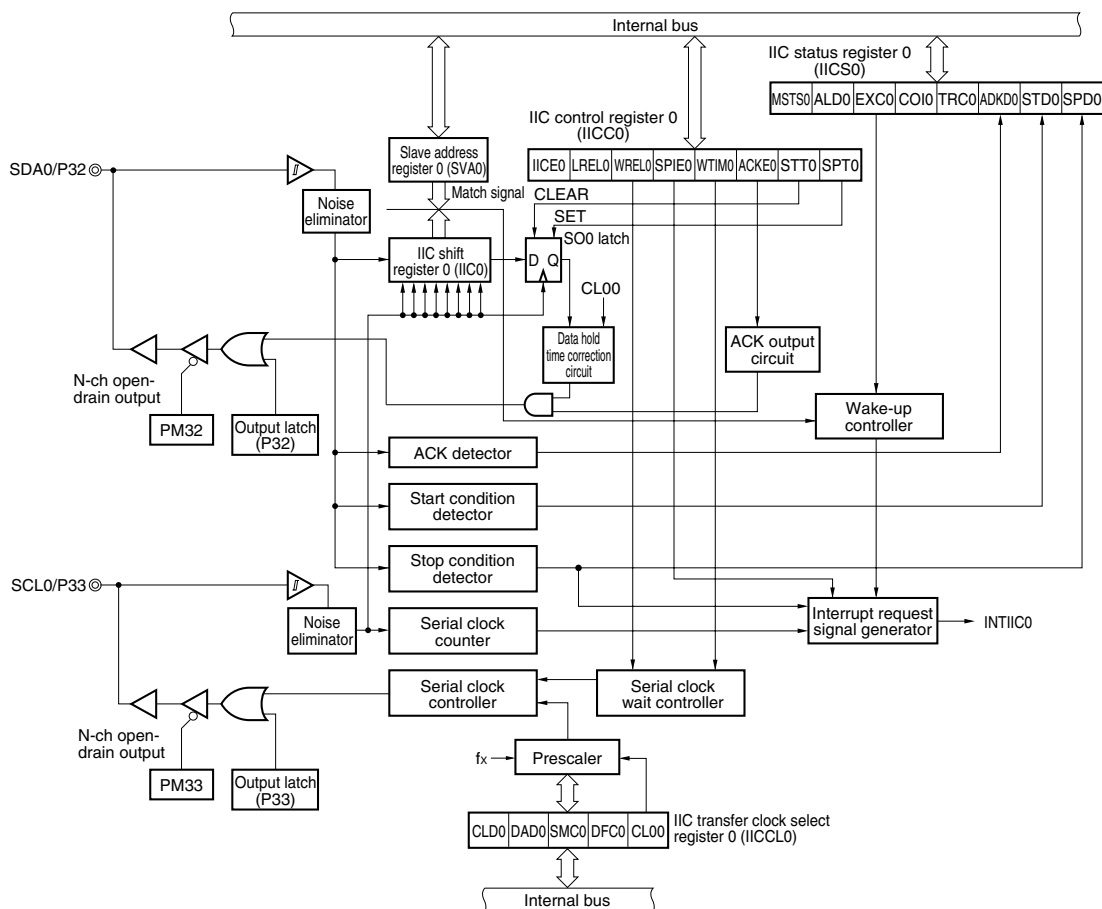 Internal bus
IIC status register 0
(IICS0)
MSTS0 ALD0 EXC0 COI0 TRC0 ADKD0 STD0 SPD0
IIC control register 0
(IICC0)
IICE0 LREL0 WREL0 SPIE0 WTIM0 ACKE0 STT0 SPT0
Slave address
register 0 (SVA0)
SDA0/P32
Noise
eliminator
Match signal
CLEAR
SET
SO0 latch
IIC shift
register 0 (IIC0)
D Q
CL00
Data hold
time correction
circuit
ACK output
circuit
N-ch open-
drain output
PM32
Output latch
(P32)
Wake-up
controller
ACK detector
Start condition
detector
Stop condition
detector
SCL0/P33
Noise
eliminator
Serial clock
counter
Interrupt request
signal generator
INTIIC0
Serial clock
controller
Serial clock
wait controller
N-ch open-
drain output
PM33
Output latch
(P33)
fx
Prescaler
CLD0 DAD0 SMC0 DFC0 CL00
IIC transfer clock select
register 0 (IICCL0)
Internal bus